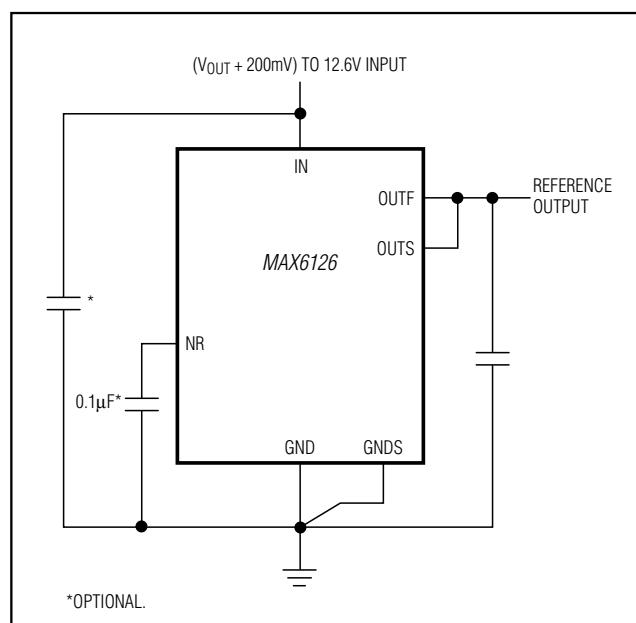 (VOUT + 200mV) TO 12.6V INPUT
IN
OUTF
REFERENCE
OUTPUT
OUTS
MAX6126
*
NR
0.1µF*
GND
GNDS
*OPTIONAL.